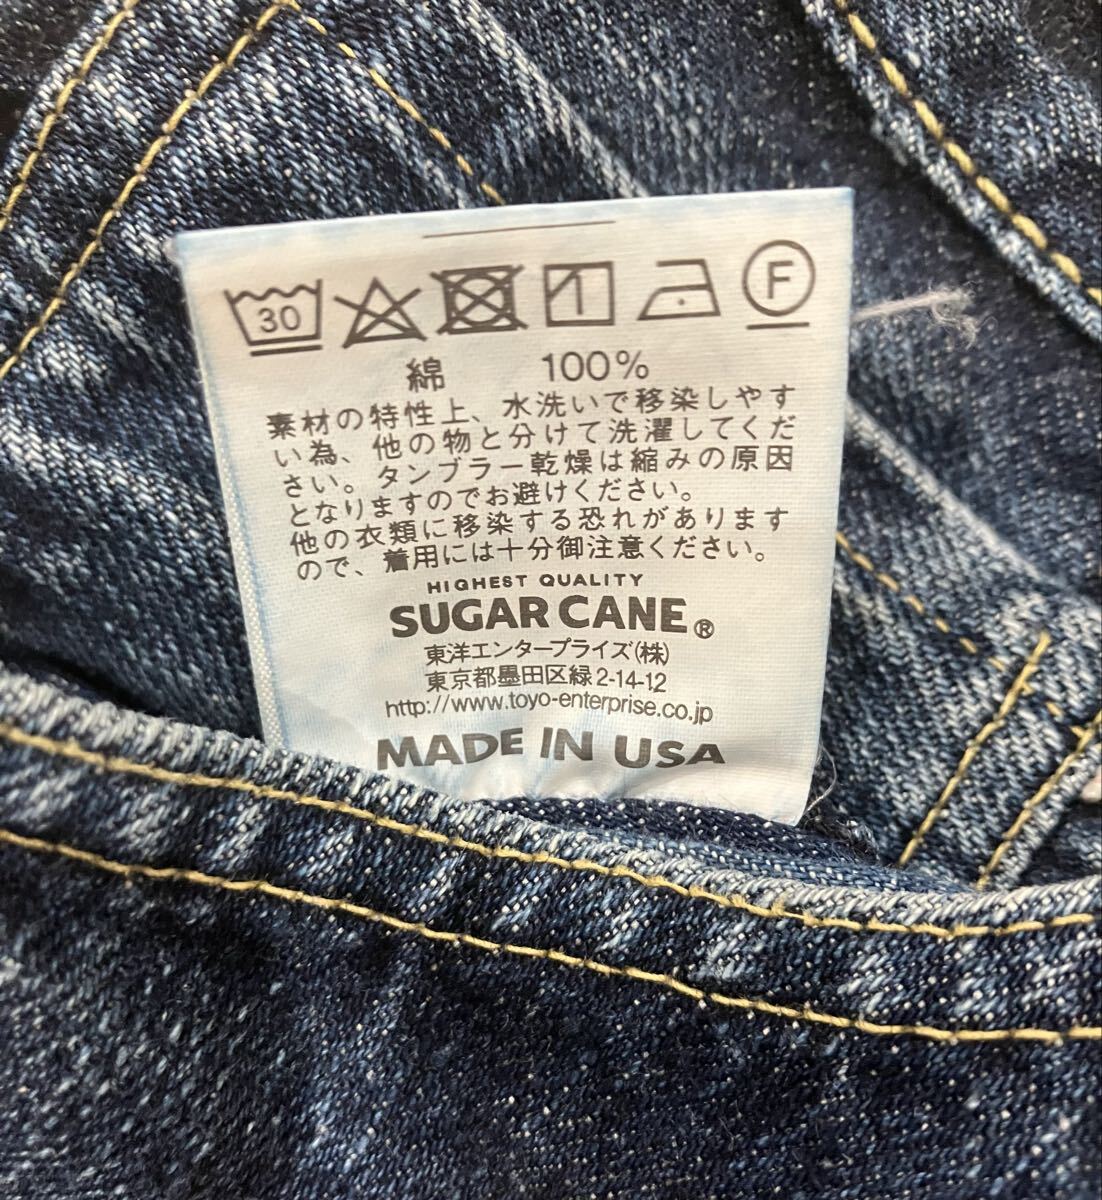 30 F
綿 100%
素材の特性上、水洗いで移染しやす
い為、他の物と分けて洗濯してくだ
さい。タンブラー乾燥は縮みの原因
となりますのでお避けください。
他の衣類に移染する恐れがあります
ので、着用には十分御注意ください。
HIGHEST QUALITY
SUGAR CANE®
東洋エンタープライズ(株)
東京都墨田区緑2-14-12
http://www.toyo-enterprise.co.jp
MADE IN USA